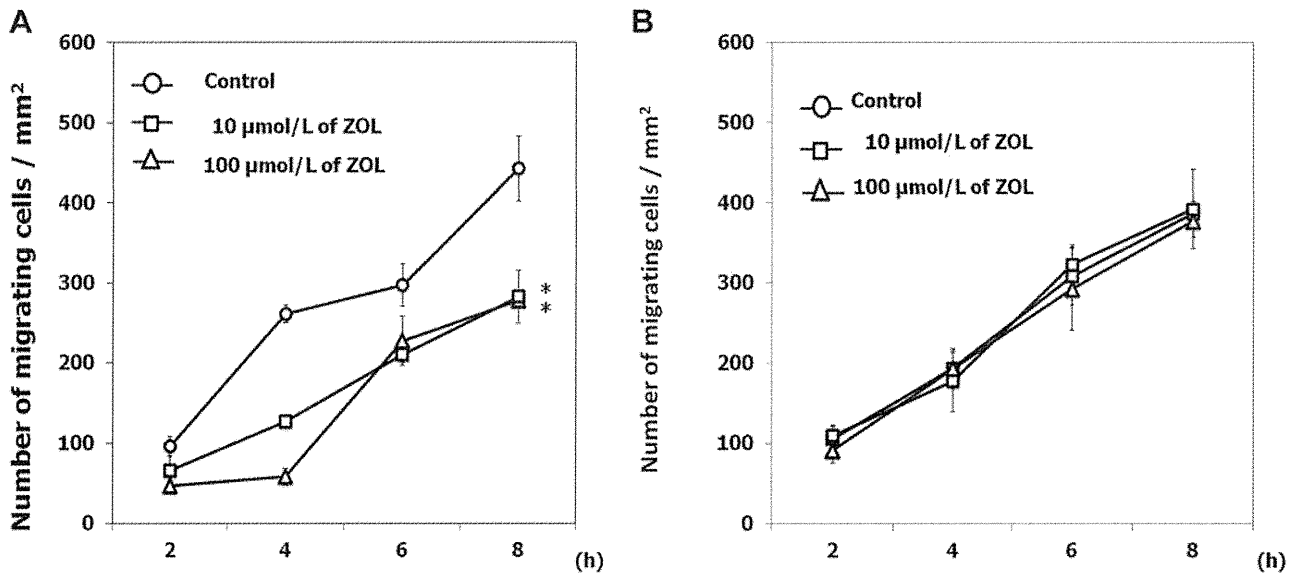 A
Number of migrating cells / mm²
600
500
400
300
200
100
0
Control
10 µmol/L of ZOL
100 µmol/L of ZOL
*
*
2 4 6 8 (h)
B
Number of migrating cells / mm²
600
500
400
300
200
100
0
Control
10 µmol/L of ZOL
100 µmol/L of ZOL
2 4 6 8 (h)